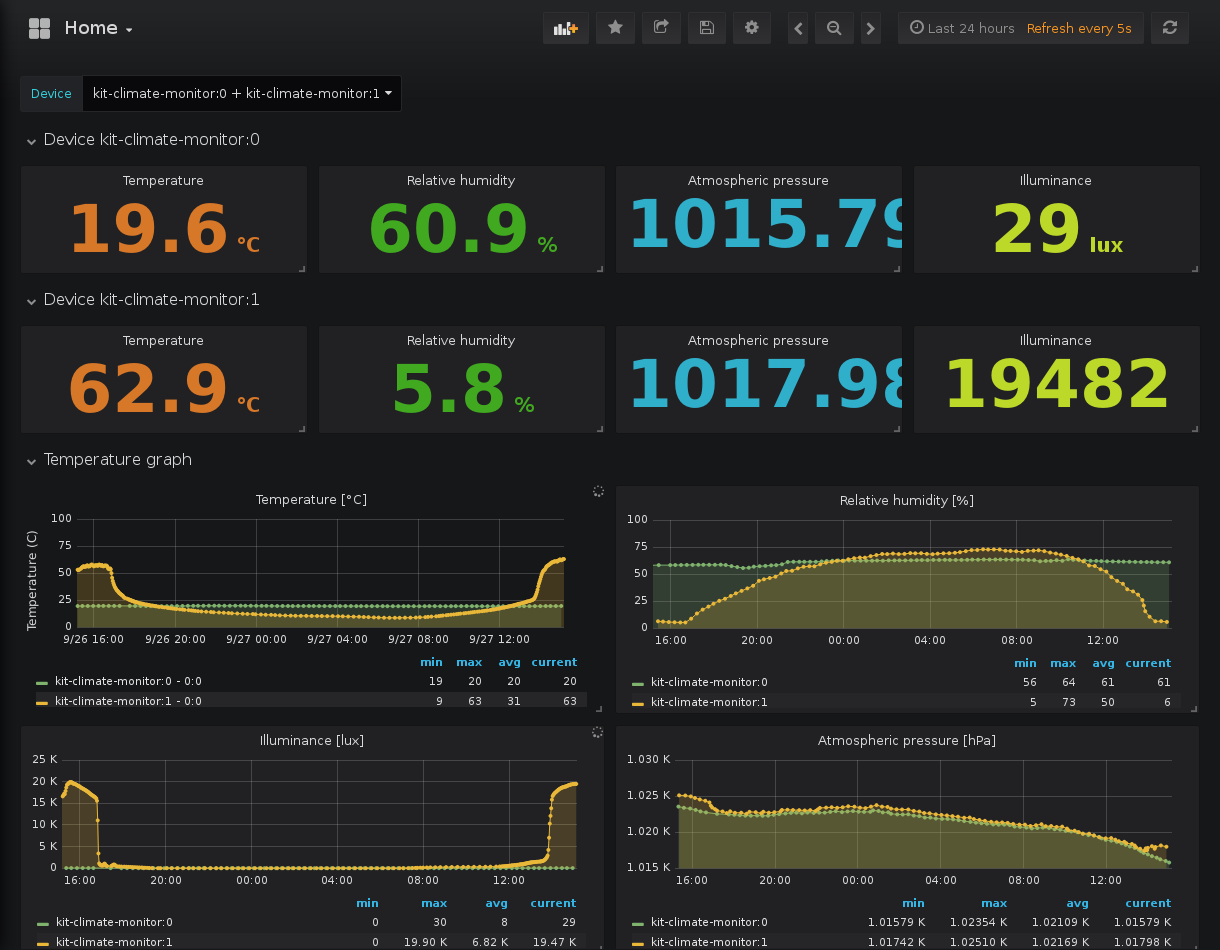 Home
Last 24 hours Refresh every 5s
Device kit-climate-monitor:0 + kit-climate-monitor:1
Device kit-climate-monitor:0
Temperature Relative humidity Atmospheric pressure Illuminance
19.6 °C 60.9 % 1015.79 29 lux
Device kit-climate-monitor:1
Temperature Relative humidity Atmospheric pressure Illuminance
62.9 °C 5.8 % 1017.98 19482
Temperature graph
Temperature [°C]
Temperature (C)
100
75
50
25
0
9/26 16:00 9/26 20:00 9/27 00:00 9/27 04:00 9/27 08:00 9/27 12:00
min max avg current
kit-climate-monitor:0 - 0:0 19 20 20 20
kit-climate-monitor:1 - 0:0 9 63 31 63
Relative humidity [%]
100
75
50
25
0
16:00 20:00 00:00 04:00 08:00 12:00
min max avg current
kit-climate-monitor:0 56 64 61 61
kit-climate-monitor:1 5 73 50 6
Illuminance [lux]
25 K
20 K
15 K
10 K
5 K
0
16:00 20:00 00:00 04:00 08:00 12:00
min max avg current
kit-climate-monitor:0 0 30 8 29
kit-climate-monitor:1 0 19.90 K 6.82 K 19.47 K
Atmospheric pressure [hPa]
1.030 K
1.025 K
1.020 K
1.015 K
16:00 20:00 00:00 04:00 08:00 12:00
min max avg current
kit-climate-monitor:0 1.01579 K 1.02354 K 1.02109 K 1.01579 K
kit-climate-monitor:1 1.01742 K 1.02510 K 1.02169 K 1.01798 K